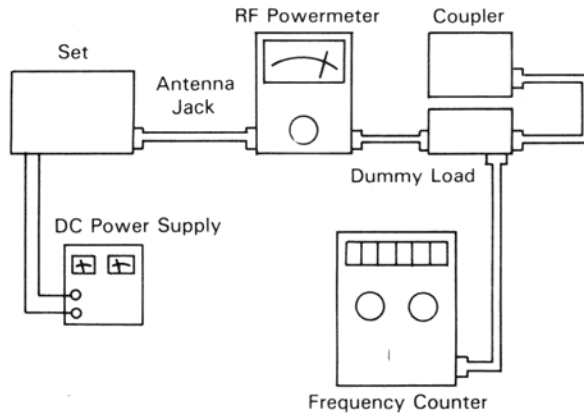 RF Powermeter
Coupler
Set
Antenna
Jack
Dummy Load
DC Power Supply
Frequency Counter